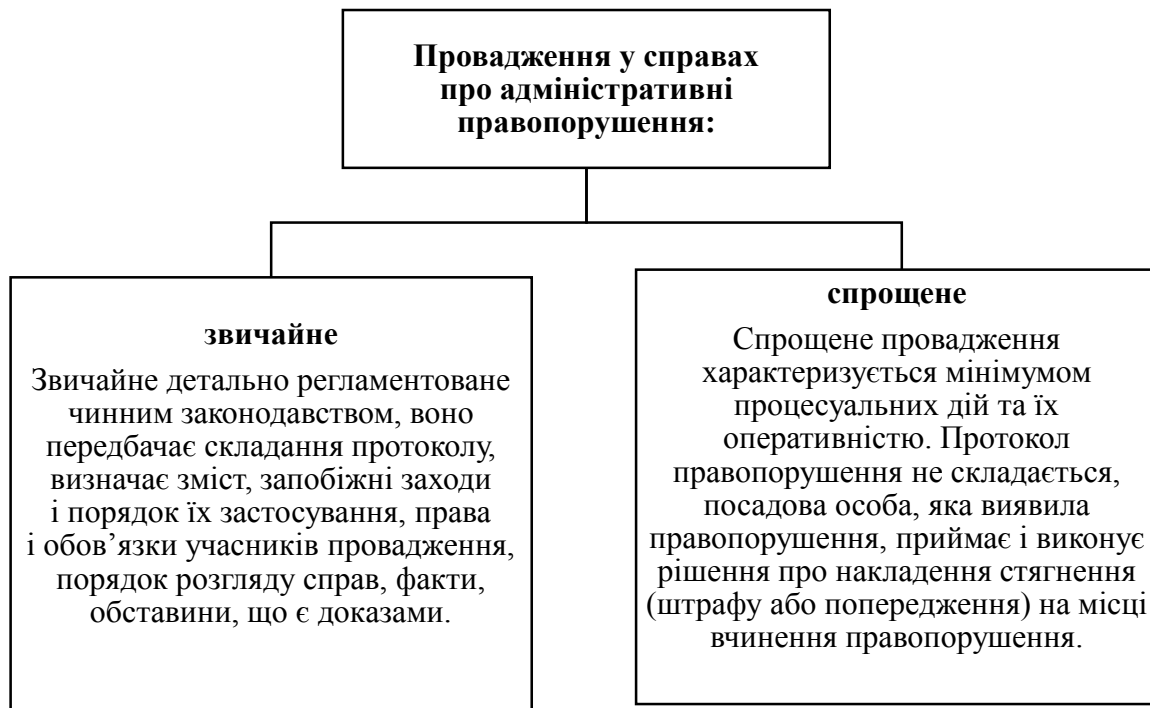 Провадження у справах
про адміністративні
правопорушення:
звичайне
Звичайне детально регламентоване
чинним законодавством, воно
передбачає складання протоколу,
визначає зміст, запобіжні заходи
і порядок їх застосування, права
і обов’язки учасників провадження,
порядок розгляду справ, факти,
обставини, що є доказами.
спрощене
Спрощене провадження
характеризується мінімумом
процесуальних дій та їх
оперативністю. Протокол
правопорушення не складається,
посадова особа, яка виявила
правопорушення, приймає і виконує
рішення про накладення стягнення
(штрафу або попередження) на місці
вчинення правопорушення.